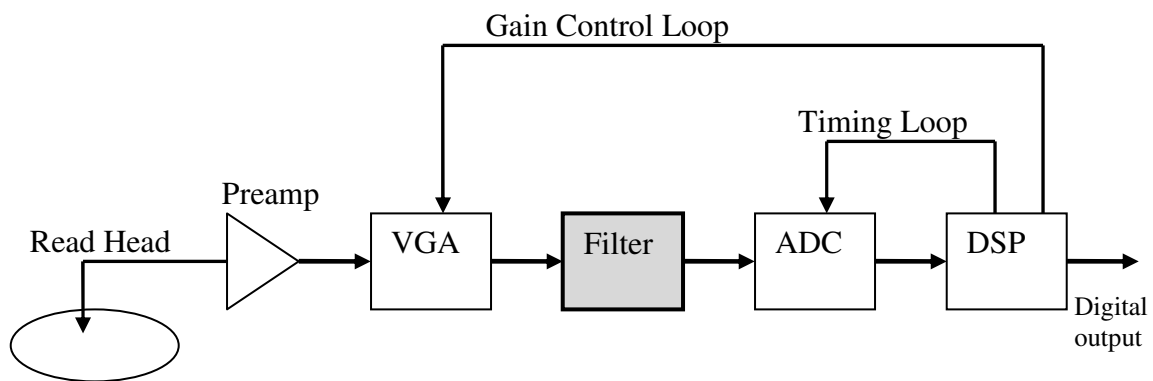 Gain Control Loop
Timing Loop
Preamp
Read Head
VGA
Filter
ADC
DSP
Digital
output